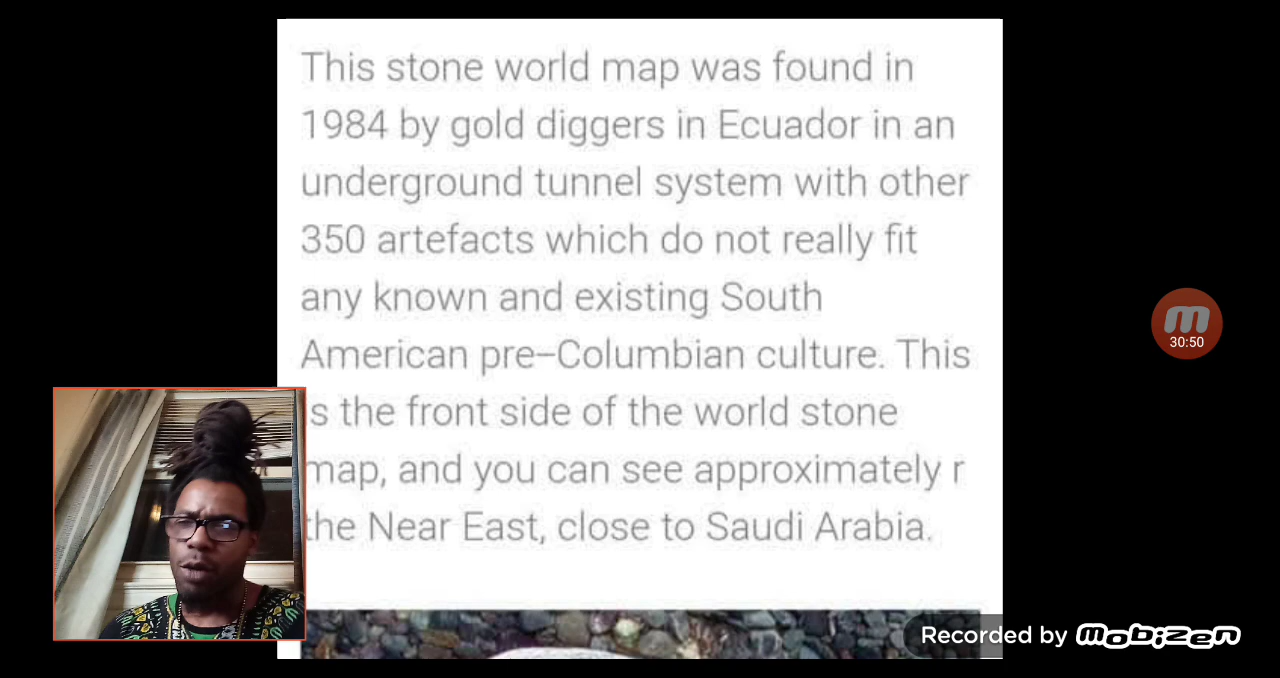 This stone world map was found in
1984 by gold diggers in Ecuador in an
underground tunnel system with other
350 artefacts which do not really fit
any known and existing South
American pre–Columbian culture. This
is the front side of the world stone
map, and you can see approximately r
the Near East, close to Saudi Arabia.
30:50
Recorded by mobizen